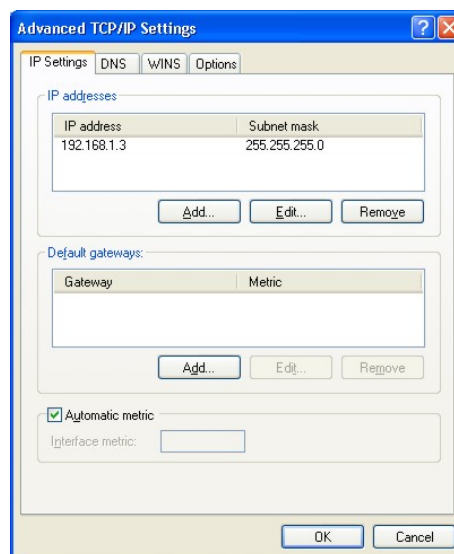 Advanced TCP/IP Settings
IP Settings DNS WINS Options
IP addresses
IP address Subnet mask
192.168.1.3 255.255.255.0
Add... Edit... Remove
Default gateways:
Gateway Metric
Add... Edit... Remove
Automatic metric
Interface metric:
OK Cancel